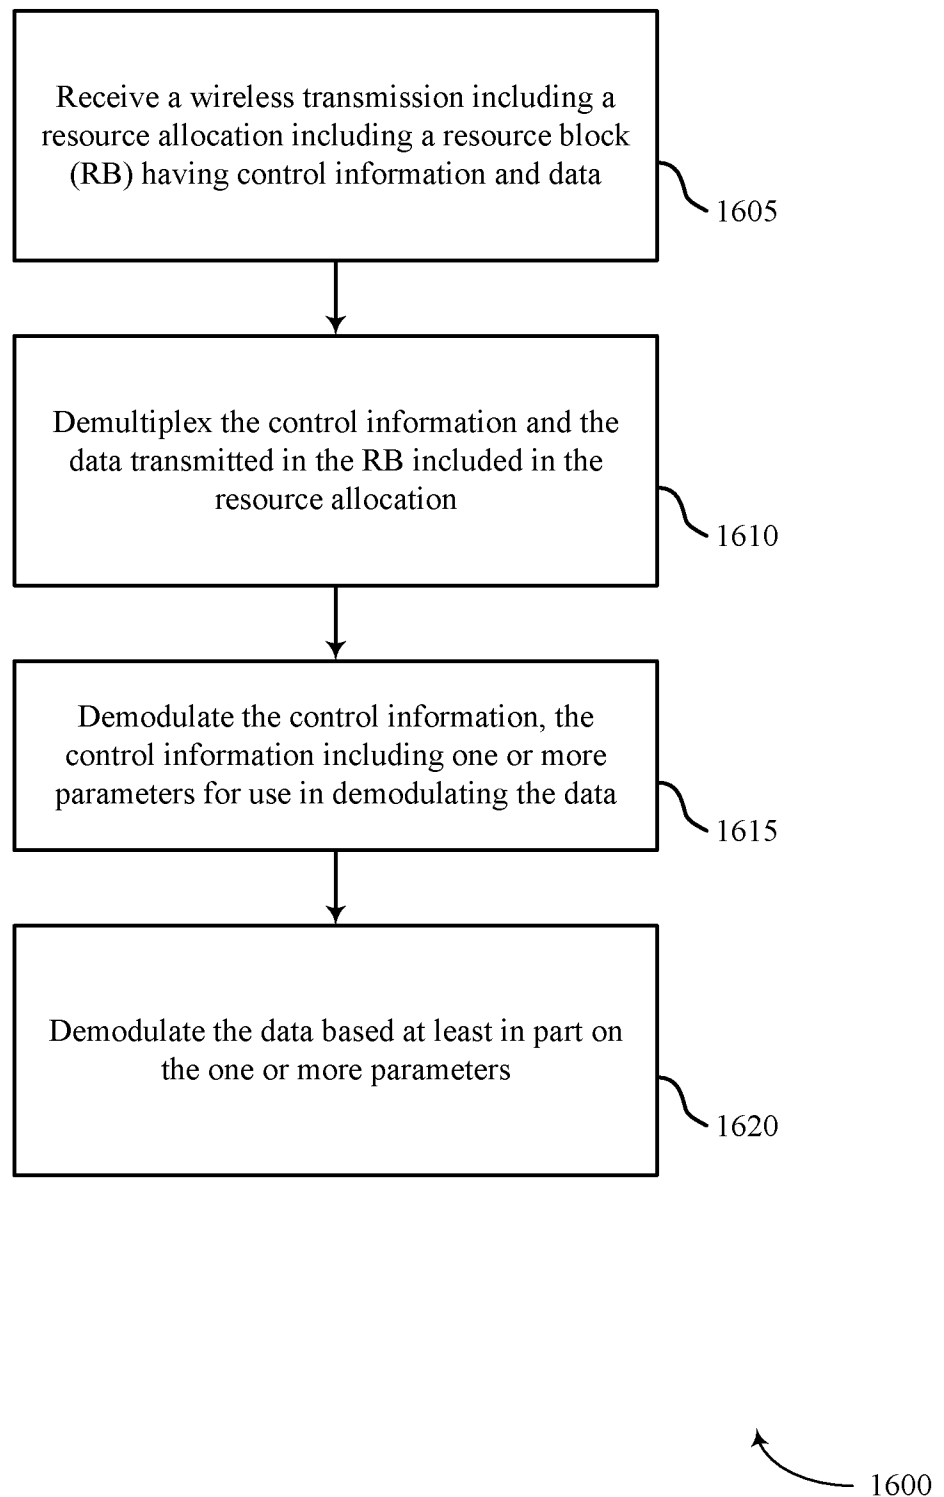 Receive a wireless transmission including a
resource allocation including a resource block
(RB) having control information and data
1605
Demultiplex the control information and the
data transmitted in the RB included in the
resource allocation
1610
Demodulate the control information, the
control information including one or more
parameters for use in demodulating the data
1615
Demodulate the data based at least in part on
the one or more parameters
1620
1600